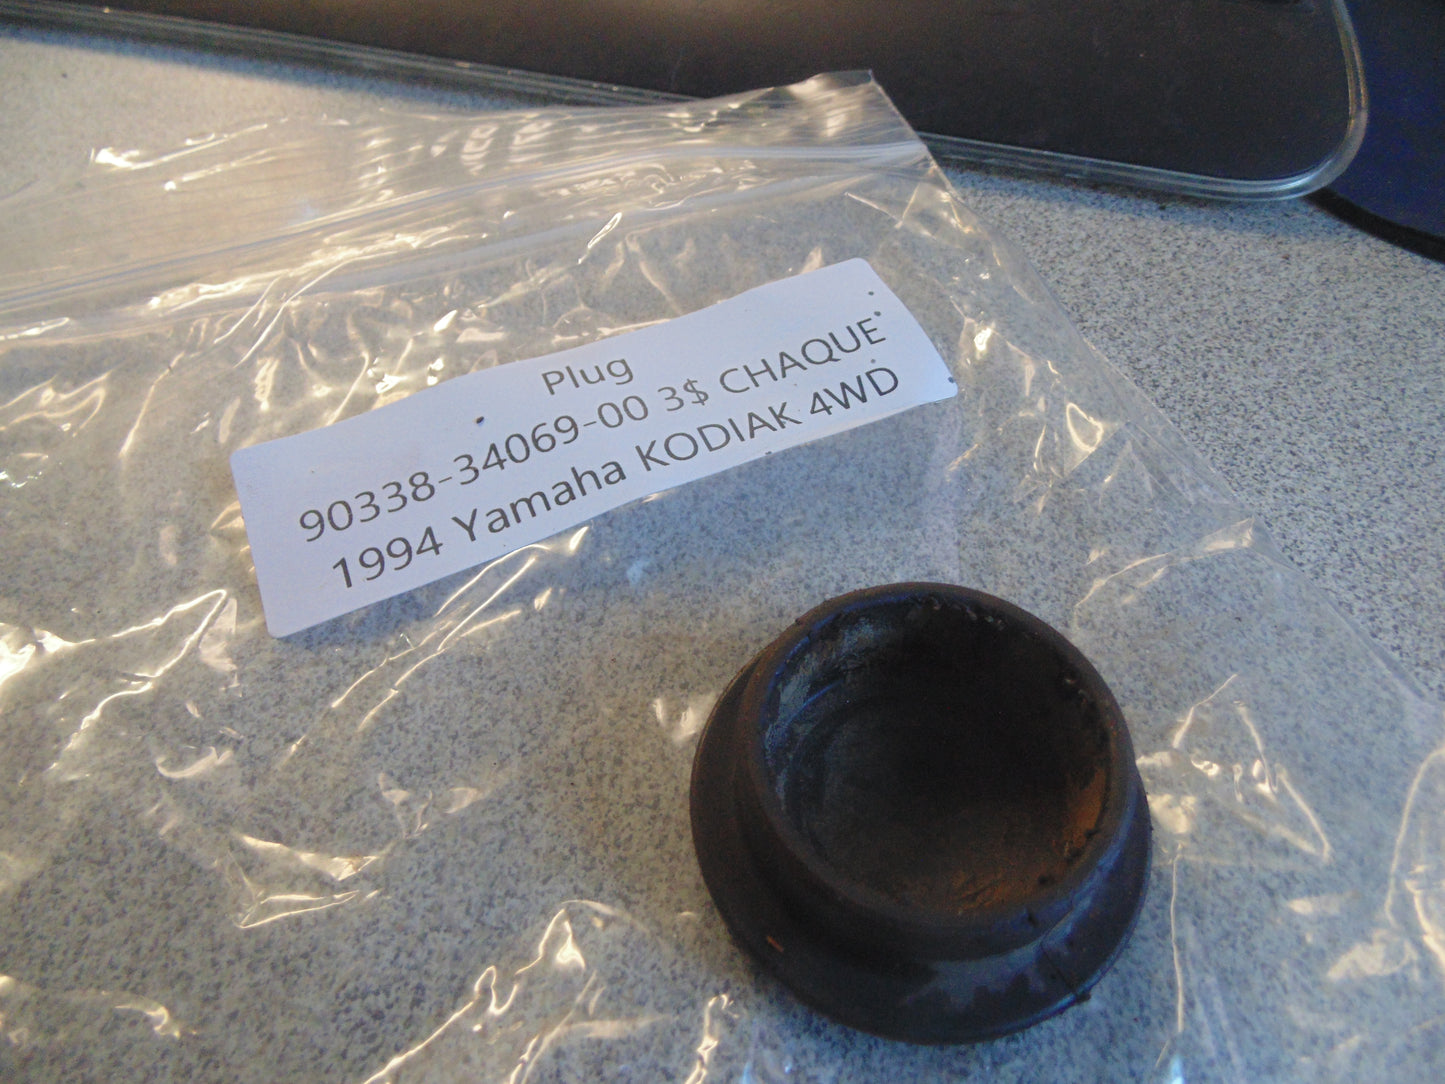 Plug
90338-34069-00 3$ CHAQUE
1994 Yamaha KODIAK 4WD